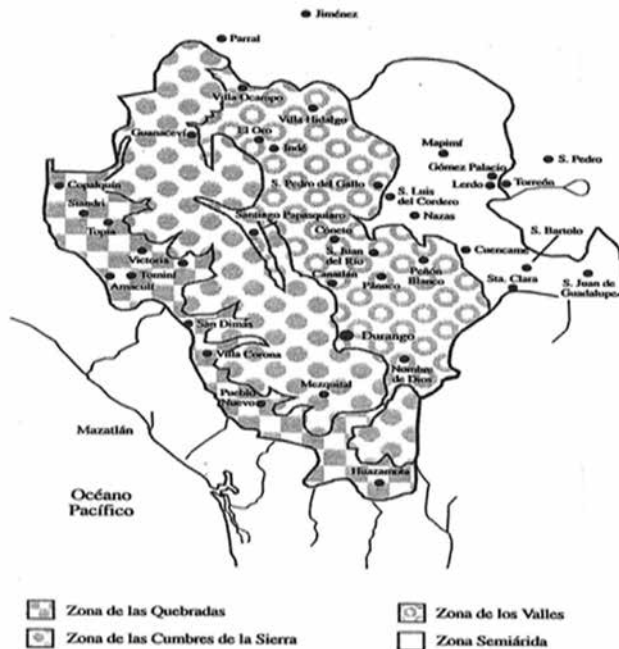 Jiménez
Parral
Villa Ocampo
Villa Hidalgo
Guanaceví
El Oro
Indé
Mapimí
Gómez Palacio
S. Pedro
Lerdo
Torreón
Copalquín
S. Pedro del Gallo
S. Luis
del Cordero
Siandri
Nazas
Santiago Papasquiaro
Topia
Coneto
S. Bartolo
Victoria
S. Juan
del Río
Cuencame
Tominí
Canatlán
Pánuco
Peñón
Blanco
Amacult
Sta. Clara
S. Juan de
Guadalupe
San Dimas
Durango
Villa Corona
Nombre
de Dios
Mezquital
Pueblo
Nuevo
Mazatlán
Huazamota
Océano
Pacífico
Zona de las Quebradas
Zona de los Valles
Zona de las Cumbres de la Sierra
Zona Semiárida